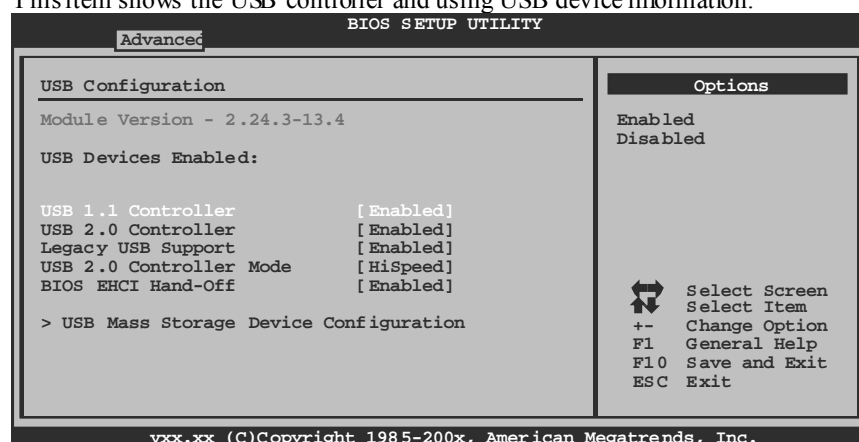 This item shows the USB controller and using USB device information.
BIOS SETUP UTILITY
Advanced
USB Configuration
Module Version - 2.24.3-13.4
USB Devices Enabled:
USB 1.1 Controller [Enabled]
USB 2.0 Controller [Enabled]
Legacy USB Support [Enabled]
USB 2.0 Controller Mode [HiSpeed]
BIOS EHCI Hand-Off [Enabled]
> USB Mass Storage Device Configuration
Options
Enabled
Disabled
Select Screen
Select Item
+- Change Option
F1 General Help
F10 Save and Exit
ESC Exit
vxx.xx (C)Copyright 1985-200x, American Megatrends, Inc.